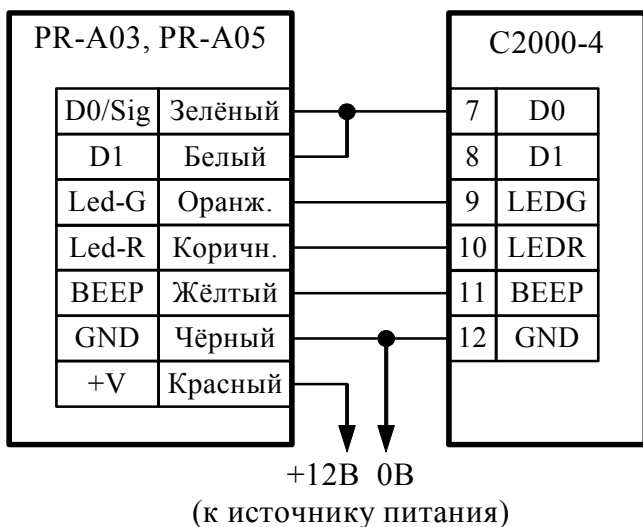 PR-A03, PR-A05 C2000-4
D0/Sig Зелёный 7 D0
D1 Белый 8 D1
Led-G Оранж. 9 LEDG
Led-R Коричн. 10 LEDR
BEEP Жёлтый 11 BEEP
GND Чёрный 12 GND
+V Красный
+12В 0В
(к источнику питания)